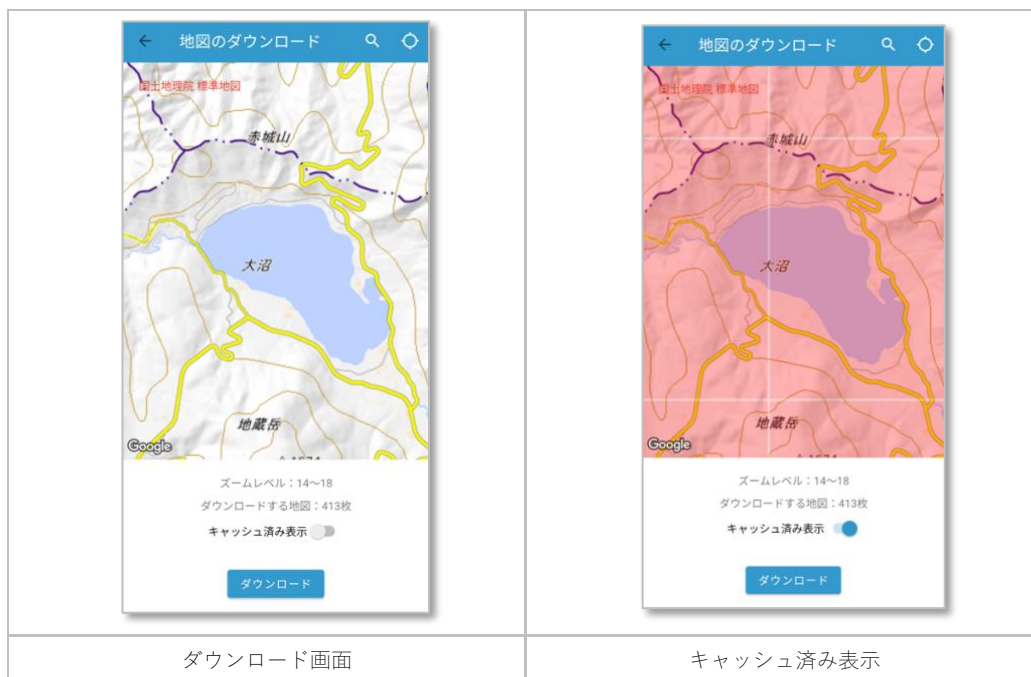 地図のダウンロード
国土地理院 標準地図
赤城山
大沼
地蔵岳
Google
ズームレベル：14～18
ダウンロードする地図：413枚
キャッシュ済み表示
ダウンロード
ダウンロード画面
地図のダウンロード
国土地理院 標準地図
赤城山
大沼
地蔵岳
Google
ズームレベル：14～18
ダウンロードする地図：413枚
キャッシュ済み表示
ダウンロード
キャッシュ済み表示